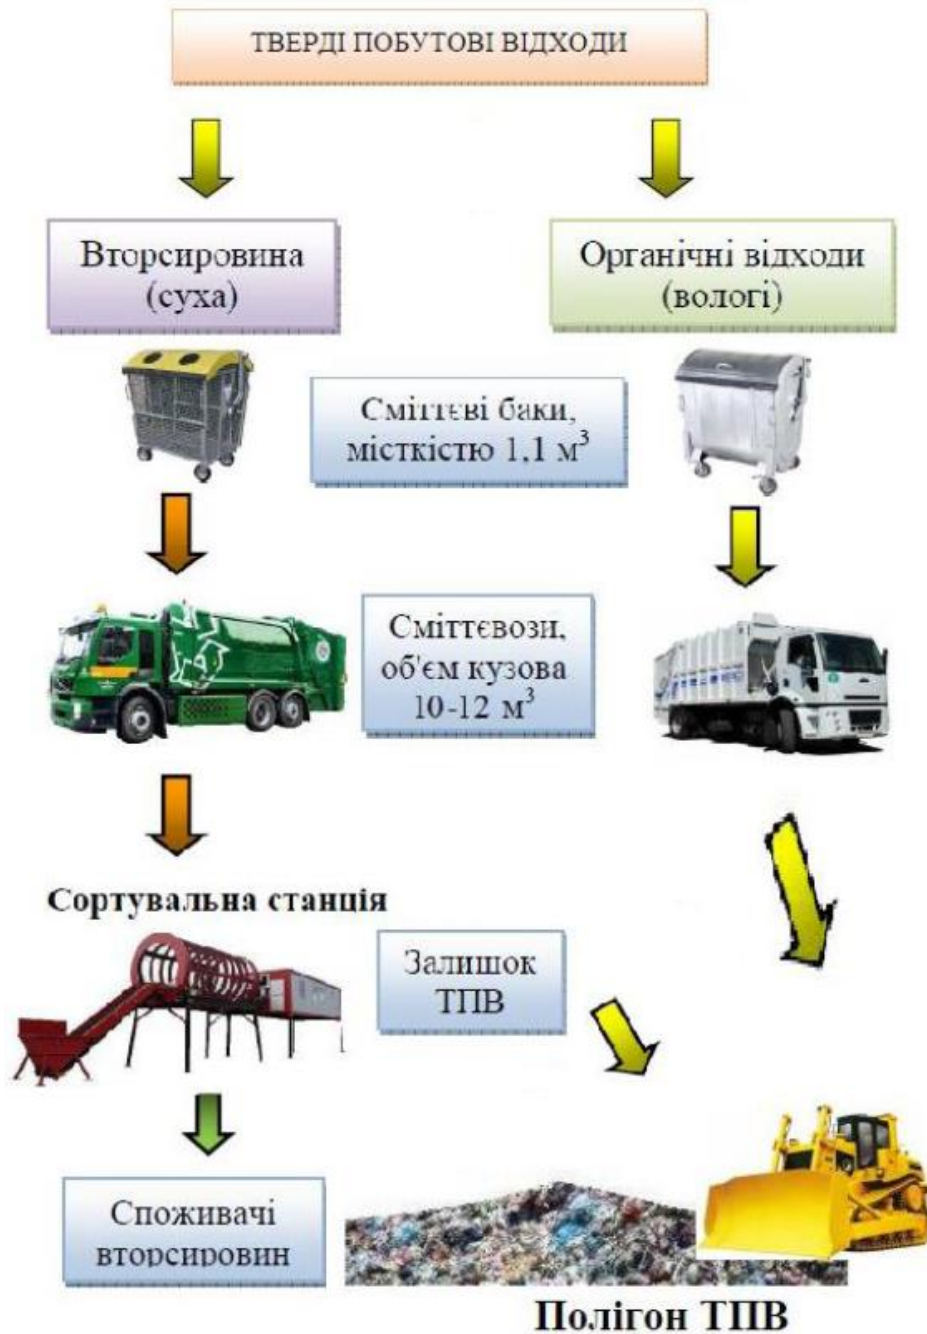 ТВЕРДІ ПОБУТОВІ ВІДХОДИ
Вторсировина
(суха)
Органічні відходи
(вологі)
Сміттєві баки,
місткістю 1,1 м³
Сміттєвози,
об'єм кузова
10-12 м³
Сортувальна станція
Залишок
ТПВ
Споживачі
вторсировин
Полігон ТПВ